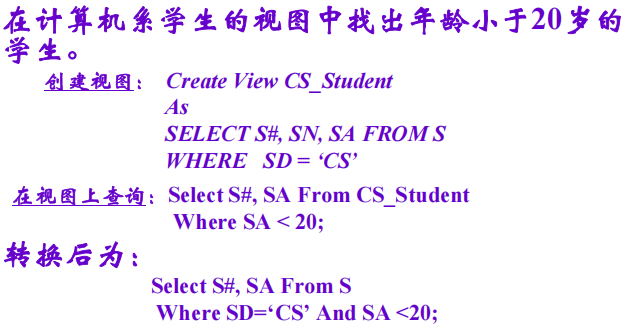 在计算机系学生的视图中找出年龄小于20岁的
学生。
创建视图： Create View CS_Student
As
SELECT S#, SN, SA FROM S
WHERE SD = ‘CS’
在视图上查询：Select S#, SA From CS_Student
Where SA < 20;
转换后为：
Select S#, SA From S
Where SD=‘CS’ And SA <20;